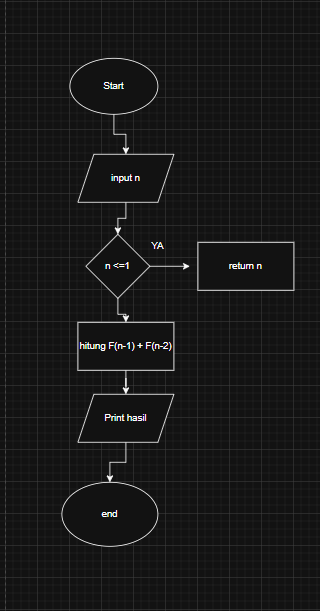 Start
input n
YA
n <=1
return n
hitung F(n-1) + F(n-2)
Print hasil
end